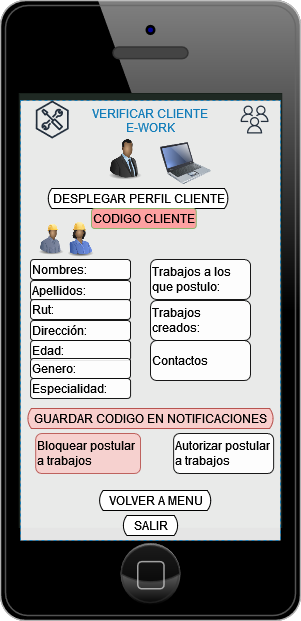 VERIFICAR CLIENTE
E-WORK
DESPLEGAR PERFIL CLIENTE
CODIGO CLIENTE
Nombres:
Apellidos:
Rut:
Dirección:
Edad:
Genero:
Especialidad:
Trabajos a los
que postulo:
Trabajos
creados:
Contactos
GUARDAR CODIGO EN NOTIFICACIONES
Bloquear postular
a trabajos
Autorizar postular
a trabajos
VOLVER A MENU
SALIR